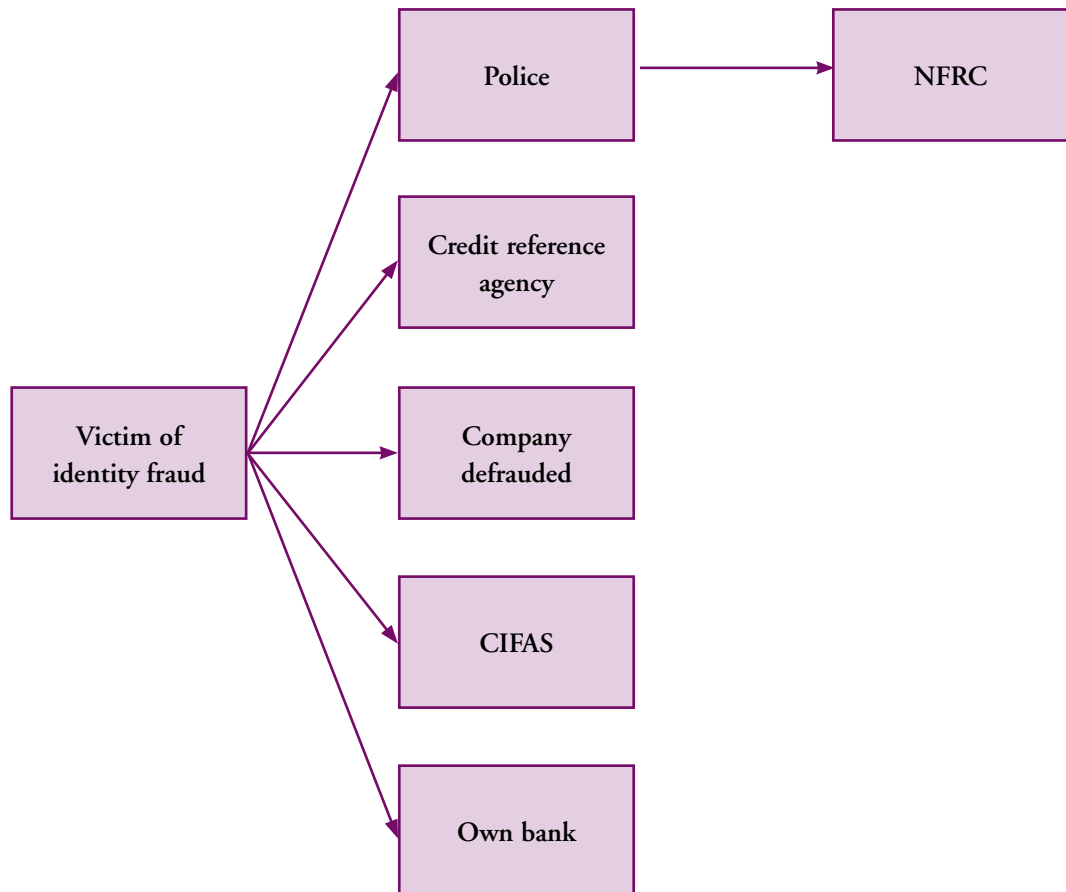 Police
NFRC
Credit reference
agency
Victim of
identity fraud
Company
defrauded
CIFAS
Own bank